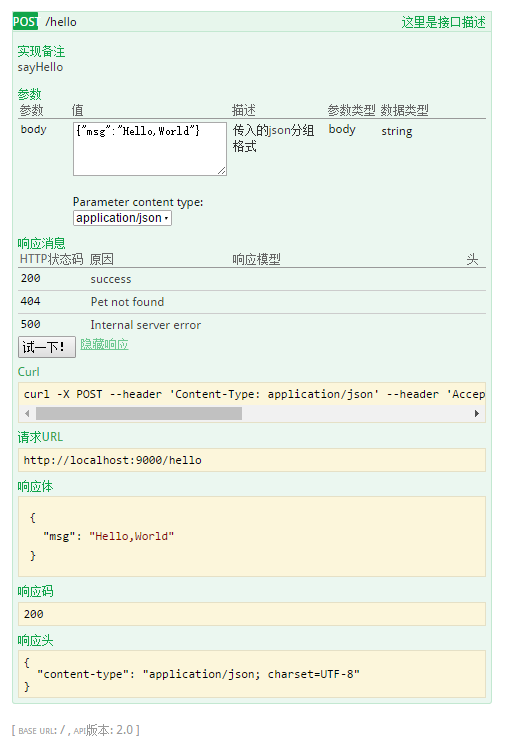 POST /hello 这里是接口描述
实现备注
sayHello
参数
参数 值 描述 参数类型 数据类型
body {"msg":"Hello,World"} 传入的json分组格式 body string
Parameter content type:
application/json
响应消息
HTTP状态码 原因 响应模型 头
200 success
404 Pet not found
500 Internal server error
试一下! 隐藏响应
Curl
curl -X POST --header 'Content-Type: application/json' --header 'Accep
请求URL
http://localhost:9000/hello
响应体
{
"msg": "Hello,World"
}
响应码
200
响应头
{
"content-type": "application/json; charset=UTF-8"
}
[ BASE URL: / , API版本: 2.0 ]